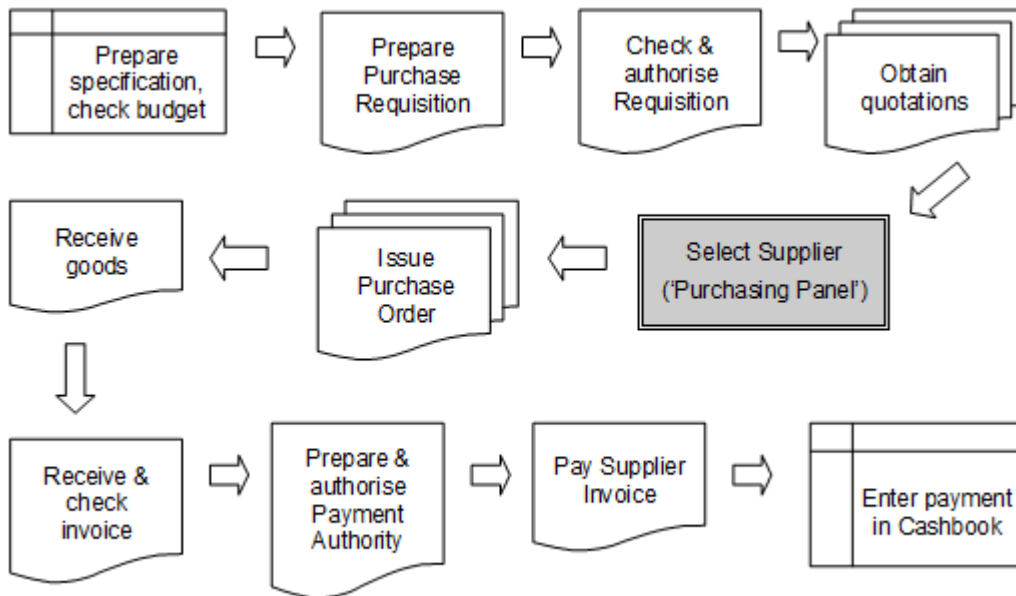 Prepare
specification,
check budget
Prepare
Purchase
Requisition
Check &
authorise
Requisition
Obtain
quotations
Select Supplier
(‘Purchasing Panel’)
Issue
Purchase
Order
Receive
goods
Receive &
check
invoice
Prepare &
authorise
Payment
Authority
Pay Supplier
Invoice
Enter payment
in Cashbook